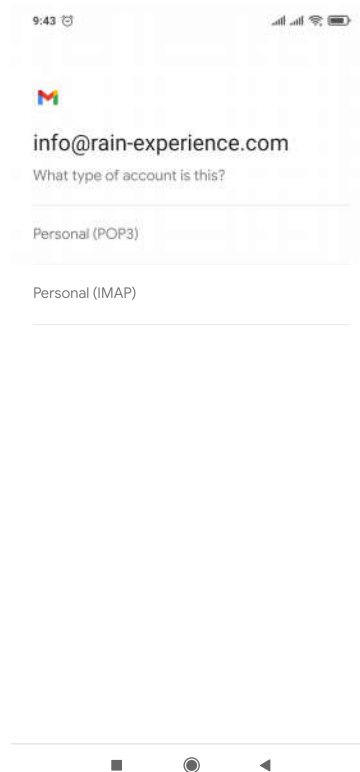 9:43
info@rain-experience.com
What type of account is this?
Personal (POP3)
Personal (IMAP)